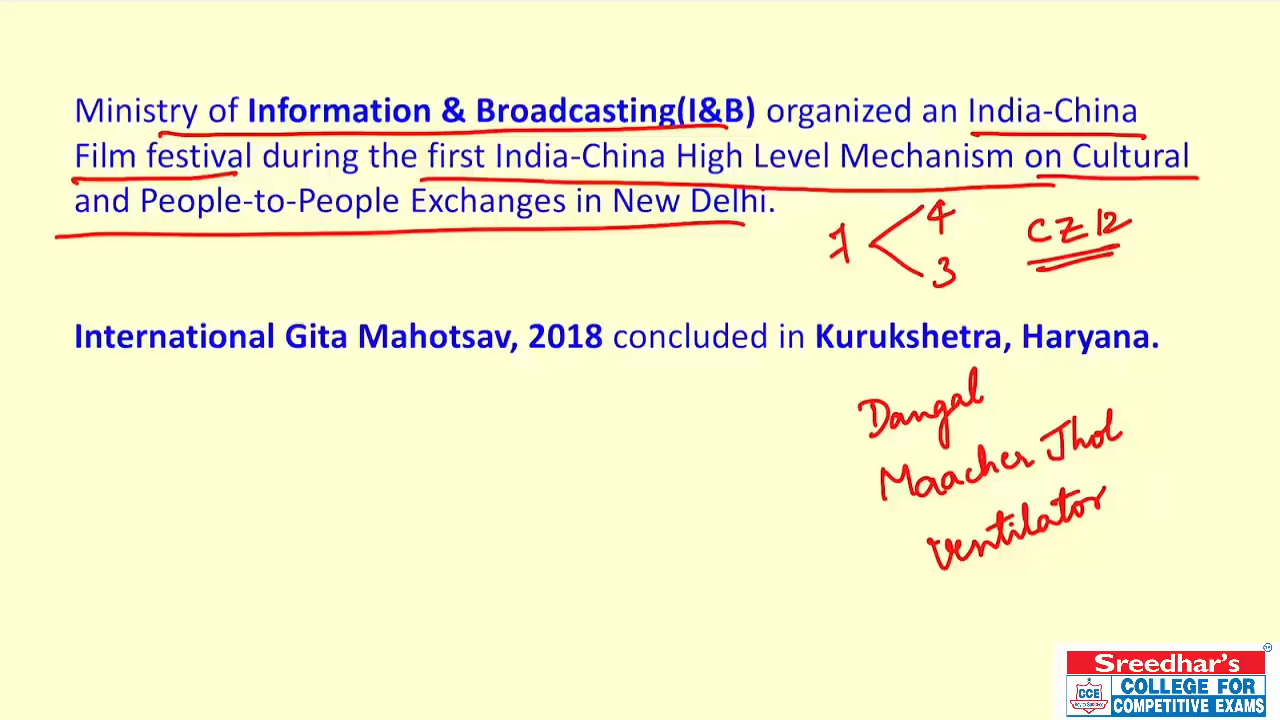 Ministry of Information & Broadcasting(I&B) organized an India-China
Film festival during the first India-China High Level Mechanism on Cultural
and People-to-People Exchanges in New Delhi.
7 4 3
CZ12
International Gita Mahotsav, 2018 concluded in Kurukshetra, Haryana.
Dangal
Maacher Jhol
Ventilator
Sreedhar's
CCE
COLLEGE FOR
COMPETITIVE EXAMS